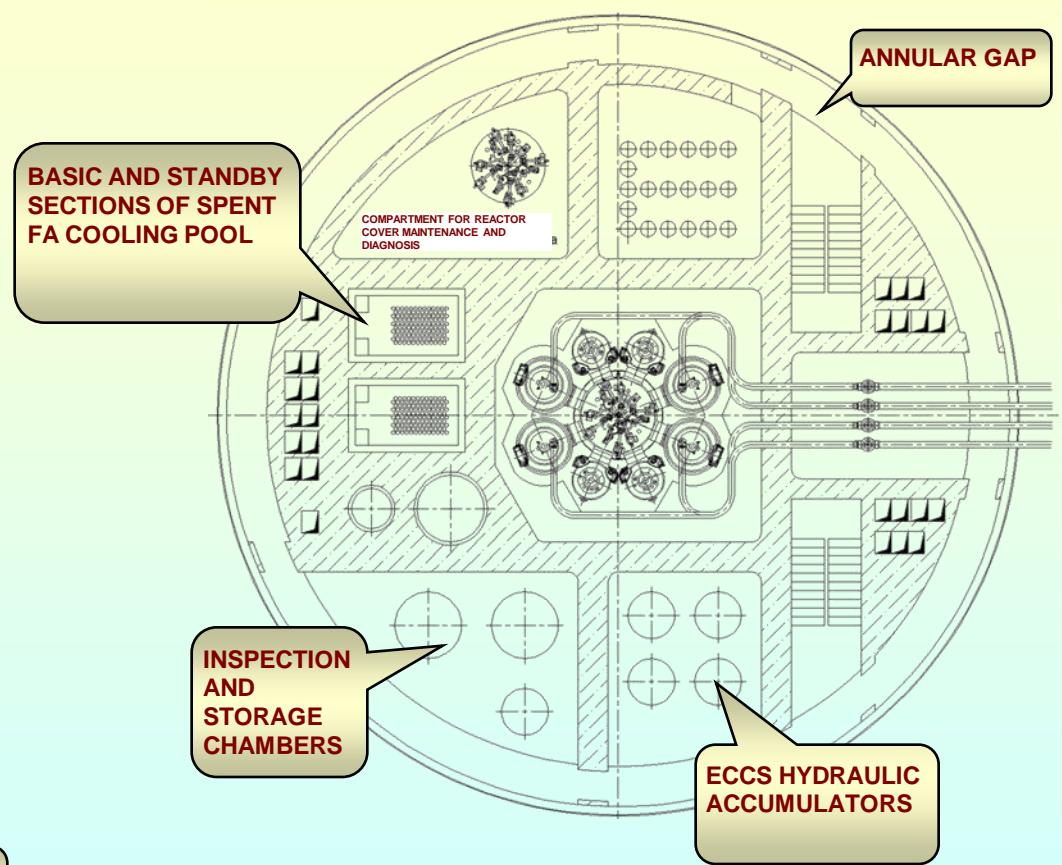 ANNULAR GAP
BASIC AND STANDBY
SECTIONS OF SPENT
FA COOLING POOL
COMPARTMENT FOR REACTOR
COVER MAINTENANCE AND
DIAGNOSIS
a
INSPECTION
AND
STORAGE
CHAMBERS
ECCS HYDRAULIC
ACCUMULATORS